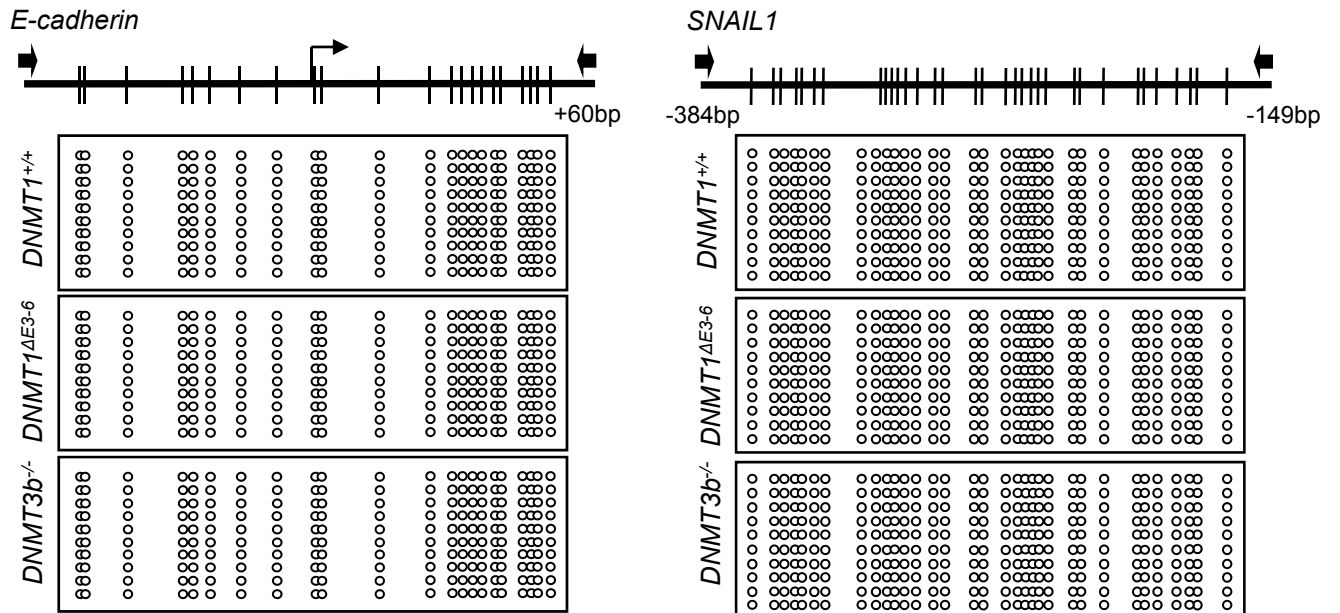 E-cadherin
+60bp
DNMT1+/+
DNMT1ΔE3-6
DNMT3b-/-
SNAIL1
-384bp
-149bp
DNMT1+/+
DNMT1ΔE3-6
DNMT3b-/-